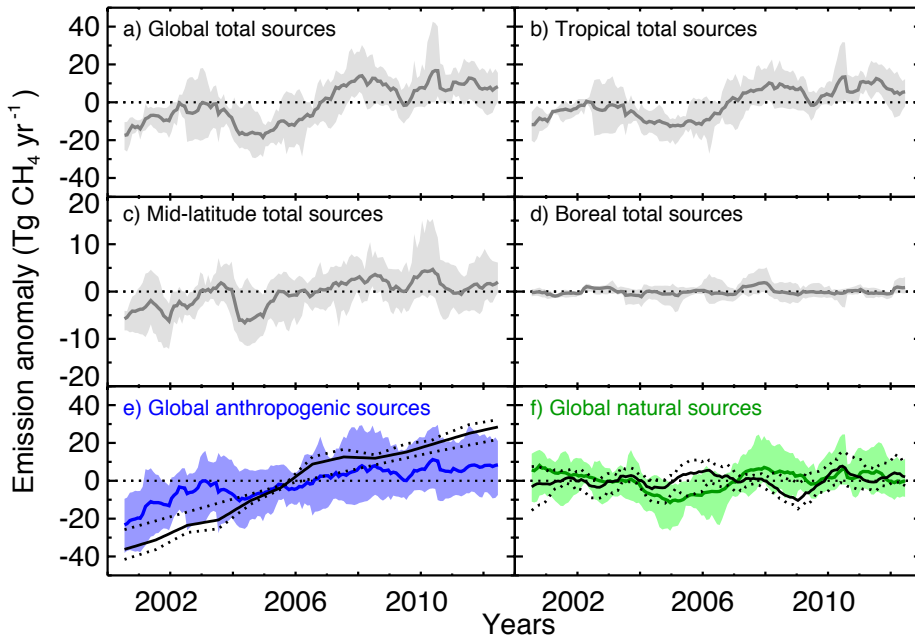 Emission anomaly (Tg CH4 yr-1)
a) Global total sources
b) Tropical total sources
40
20
0
-20
-40
c) Mid-latitude total sources
d) Boreal total sources
20
10
5
0
-10
-20
e) Global anthropogenic sources
f) Global natural sources
40
20
0
-20
-40
2002
2006
2010
2002
2006
2010
Years